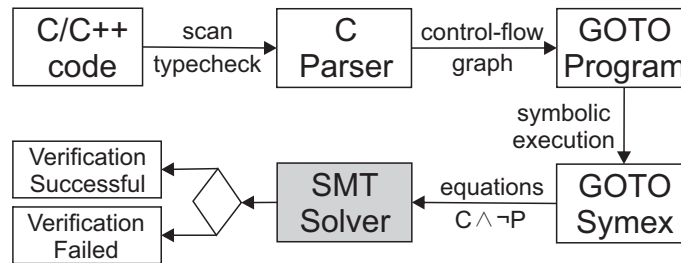 C/C++
code
scan
typecheck
C
Parser
control-flow
graph
GOTO
Program
symbolic
execution
GOTO
Symex
equations
C ∧ ¬P
SMT
Solver
Verification
Successful
Verification
Failed